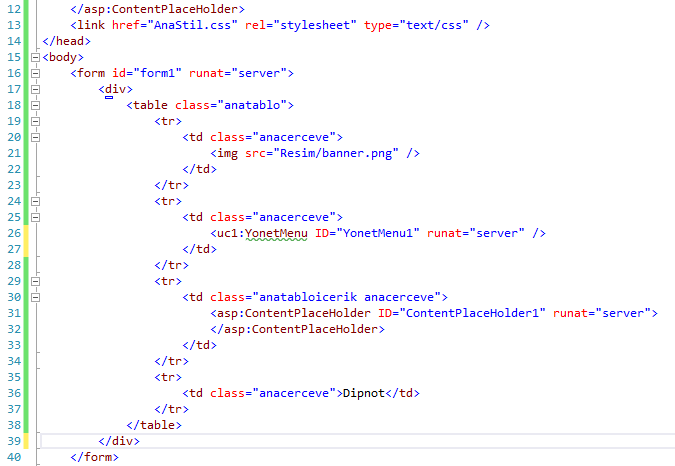 12 </asp:ContentPlaceHolder>
13 <link href="AnaStil.css" rel="stylesheet" type="text/css" />
14 </head>
15 <body>
16 <form id="form1" runat="server">
17 <div>
18 <table class="anatablo">
19 <tr>
20 <td class="anacerceve">
21 <img src="Resim/banner.png" />
22 </td>
23 </tr>
24 <tr>
25 <td class="anacerceve">
26 <uc1:YonetMenu ID="YonetMenu1" runat="server" />
27 </td>
28 </tr>
29 <tr>
30 <td class="anatabloicerik anacerceve">
31 <asp:ContentPlaceHolder ID="ContentPlaceHolder1" runat="server">
32 </asp:ContentPlaceHolder>
33 </td>
34 </tr>
35 <tr>
36 <td class="anacerceve">Dipnot</td>
37 </tr>
38 </table>
39 </div>
40 </form>